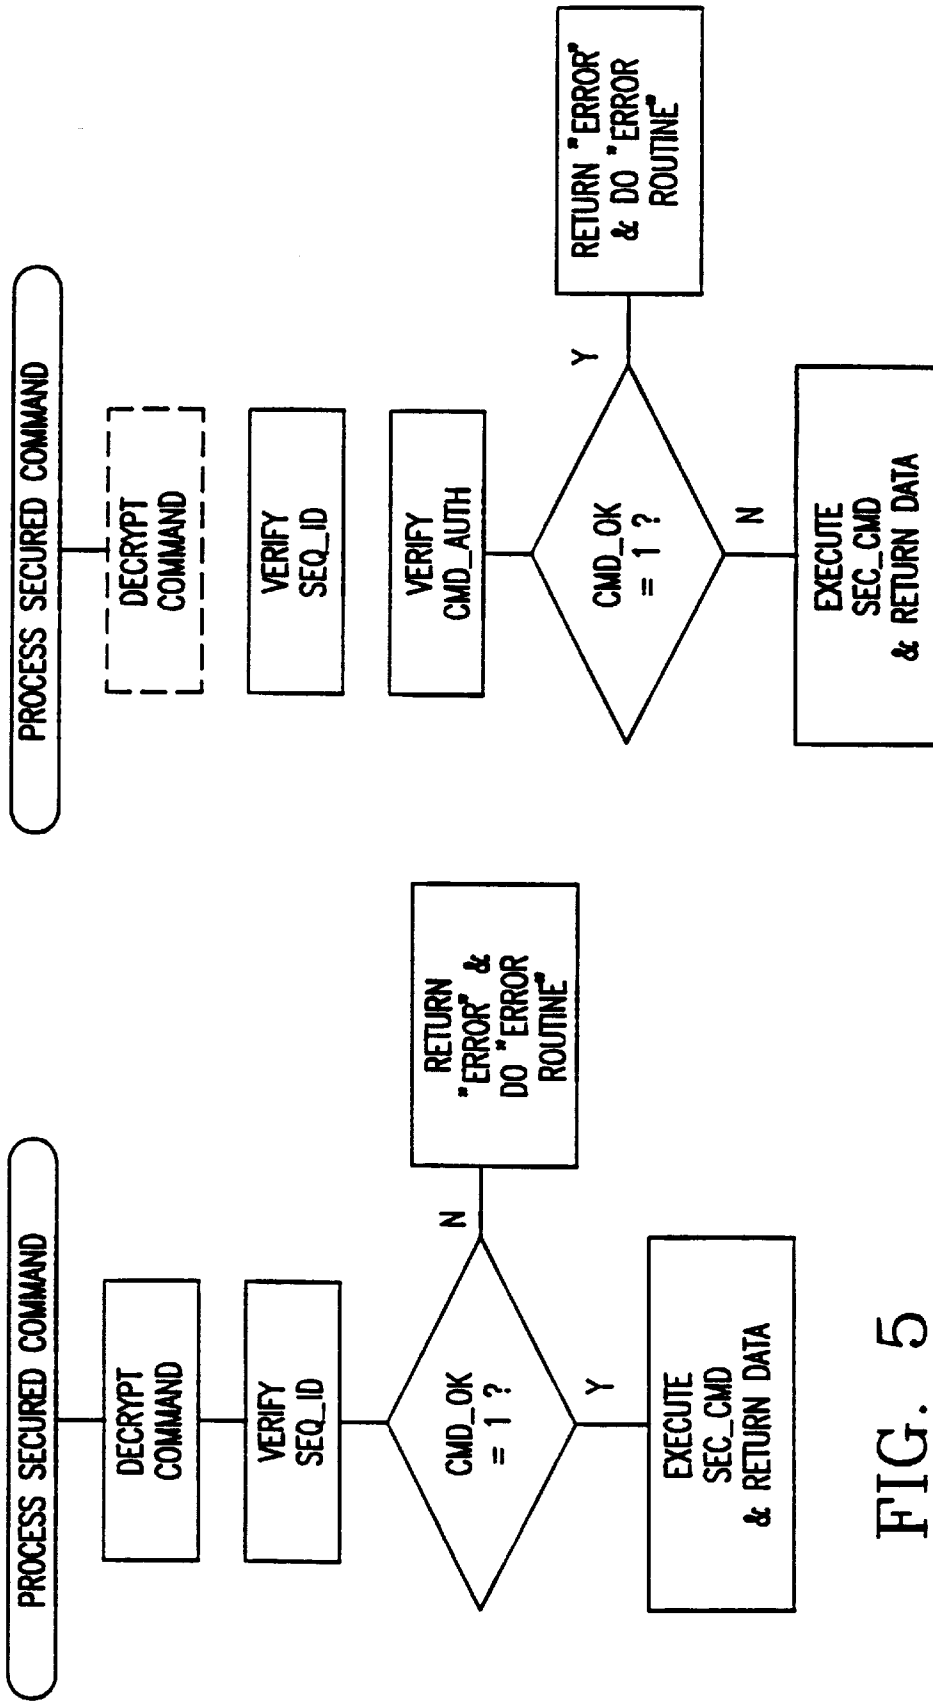 PROCESS SECURED COMMAND
DECRYPT
COMMAND
VERIFY
SEQ_ID
CMD_OK
= 1 ?
N
RETURN
"ERROR" &
DO "ERROR
ROUTINE"
Y
EXECUTE
SEC_CMD
& RETURN DATA
FIG. 5
PROCESS SECURED COMMAND
DECRYPT
COMMAND
VERIFY
SEQ_ID
VERIFY
CMD_AUTH
CMD_OK
= 1 ?
Y
RETURN "ERROR"
& DO "ERROR
ROUTINE"
N
EXECUTE
SEC_CMD
& RETURN DATA